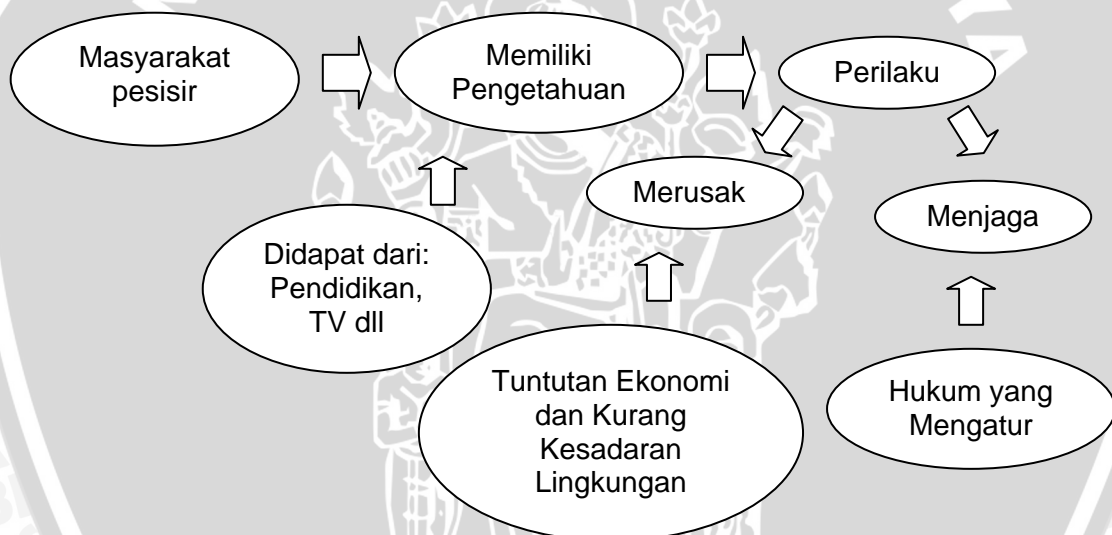 Masyarakat
pesisir
Memiliki
Pengetahuan
Perilaku
Merusak
Menjaga
Didapat dari:
Pendidikan,
TV dll
Tuntutan Ekonomi
dan Kurang
Kesadaran
Lingkungan
Hukum yang
Mengatur